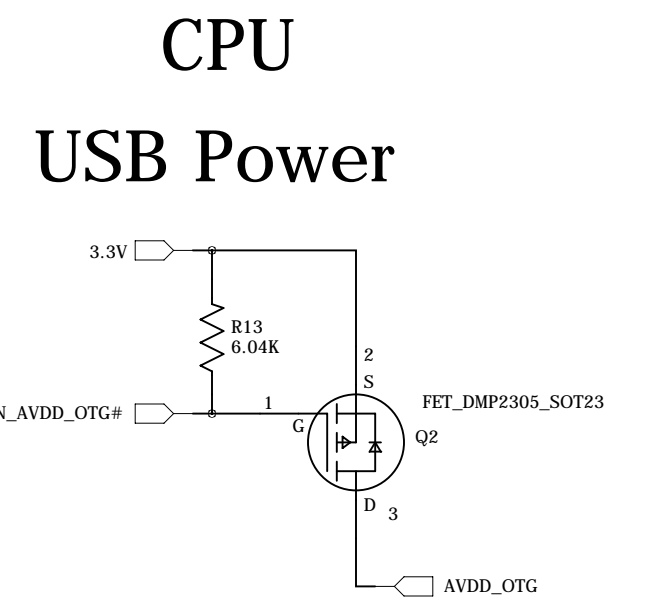 CPU
USB Power
3.3V
R13
6.04K
2
S
FET_DMP2305_SOT23
1
N_AVDD_OTG#
G
Q2
D
3
AVDD_OTG